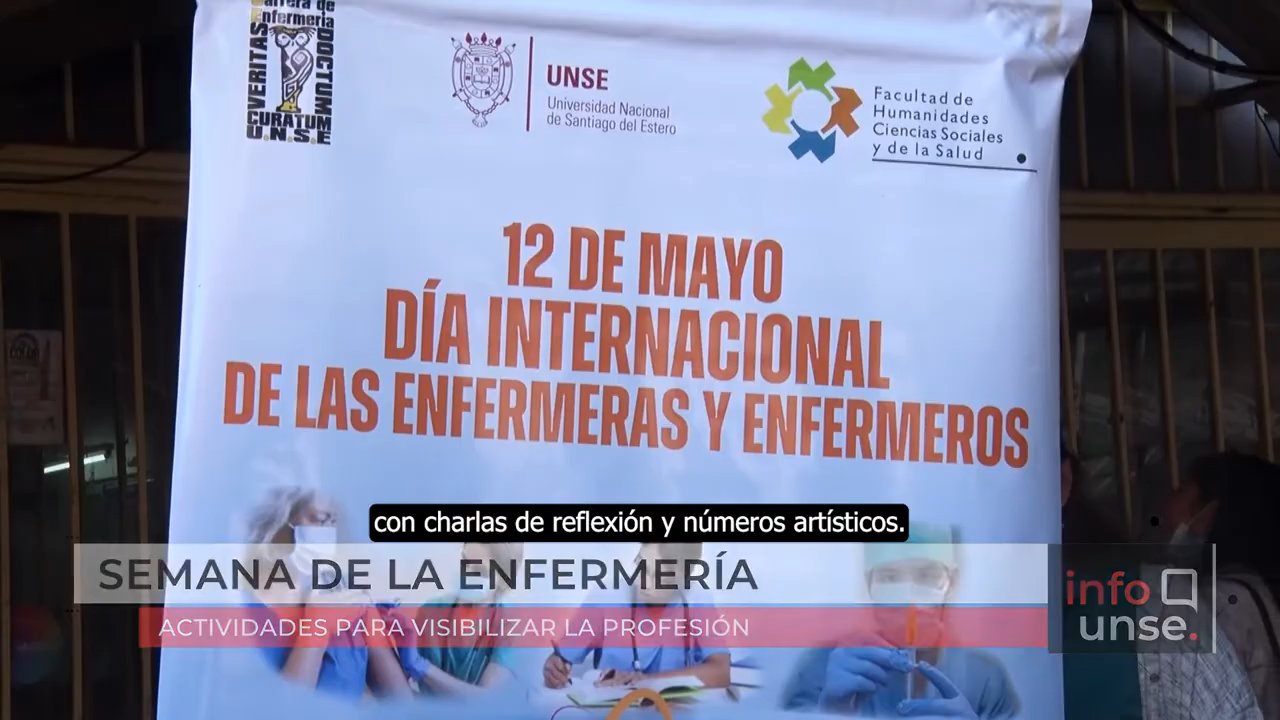 Carrera de
Enfermería
VERITAS
DOCTUM
CURATUM
U.N.S.E
UNSE
Universidad Nacional
de Santiago del Estero
Facultad de
Humanidades
Ciencias Sociales
y de la Salud
12 DE MAYO
DÍA INTERNACIONAL
DE LAS ENFERMERAS Y ENFERMEROS
con charlas de reflexión y números artísticos.
SEMANA DE LA ENFERMERÍA
ACTIVIDADES PARA VISIBILIZAR LA PROFESIÓN
info
unse.